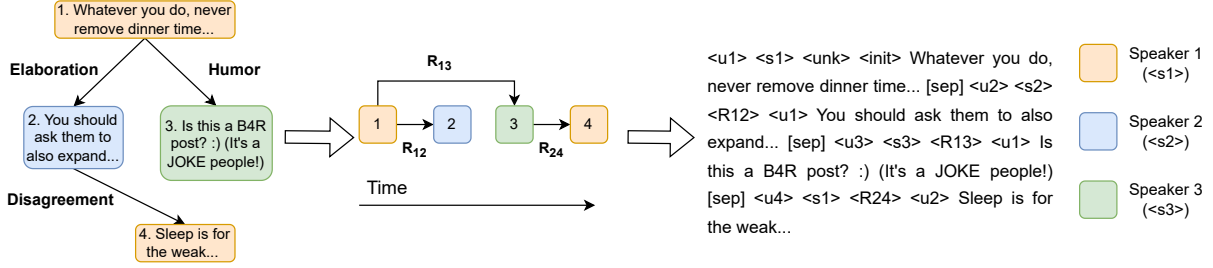 1. Whatever you do, never
remove dinner time...
Elaboration
Humor
2. You should
ask them to
also expand...
3. Is this a B4R
post? :) (It's a
JOKE people!)
Disagreement
4. Sleep is for
the weak...
R13
1
2
3
4
R12
R24
Time
<u1> <s1> <unk> <init> Whatever you do,
never remove dinner time... [sep] <u2> <s2>
<R12> <u1> You should ask them to also
expand... [sep] <u3> <s3> <R13> <u1> Is
this a B4R post? :) (It's a JOKE people!)
[sep] <u4> <s1> <R24> <u2> Sleep is for
the weak...
Speaker 1
(<s1>)
Speaker 2
(<s2>)
Speaker 3
(<s3>)